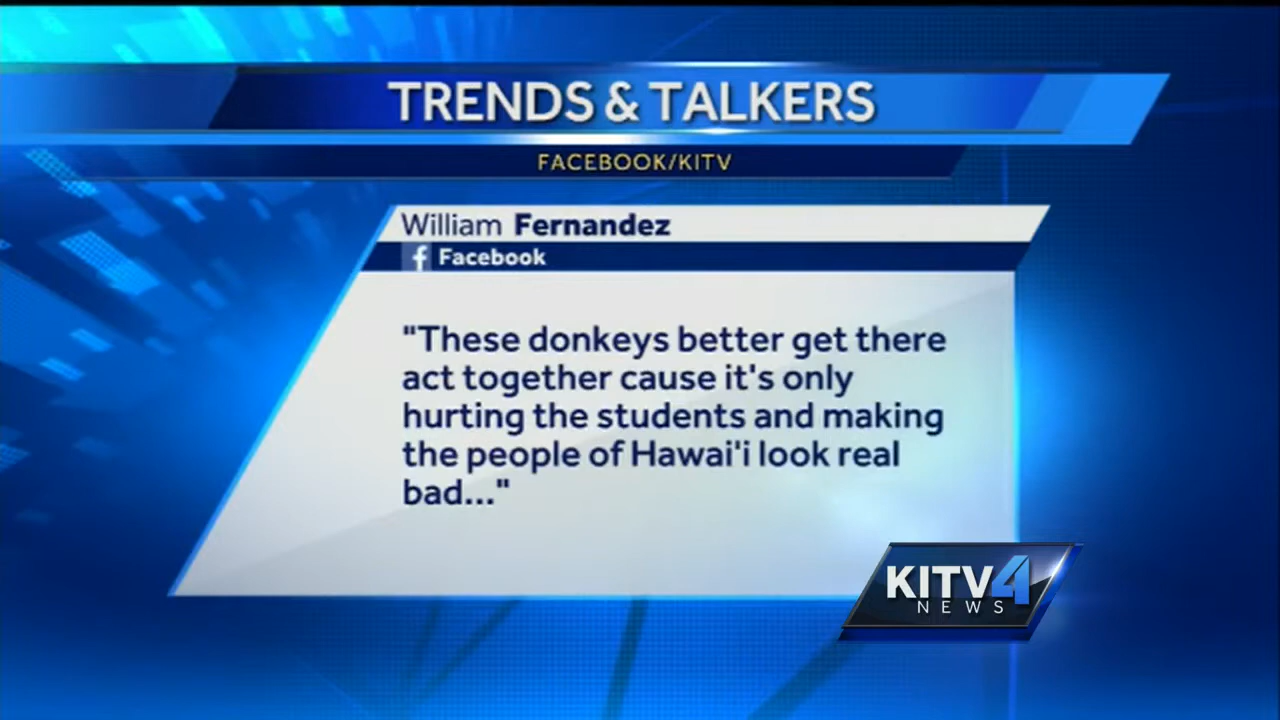 TRENDS & TALKERS
FACEBOOK/KITV
William Fernandez
f Facebook
"These donkeys better get there
act together cause it's only
hurting the students and making
the people of Hawai'i look real
bad..."
KITV4
NEWS